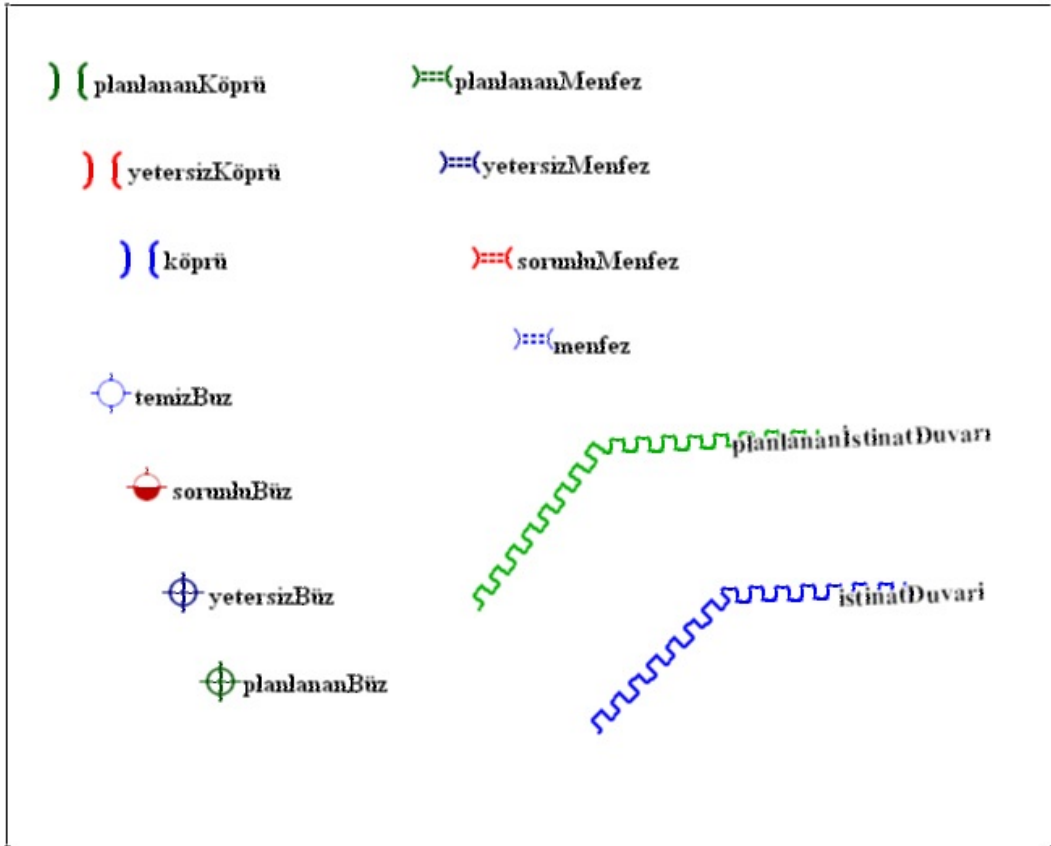 planlananKöprü
yetersizKöprü
köprü
temizBuz
sorunluBüz
yetersizBüz
planlananBüz
planlananMenfez
yetersizMenfez
sorunluMenfez
menfez
planlananİstinatDuvarı
istinatDuvari